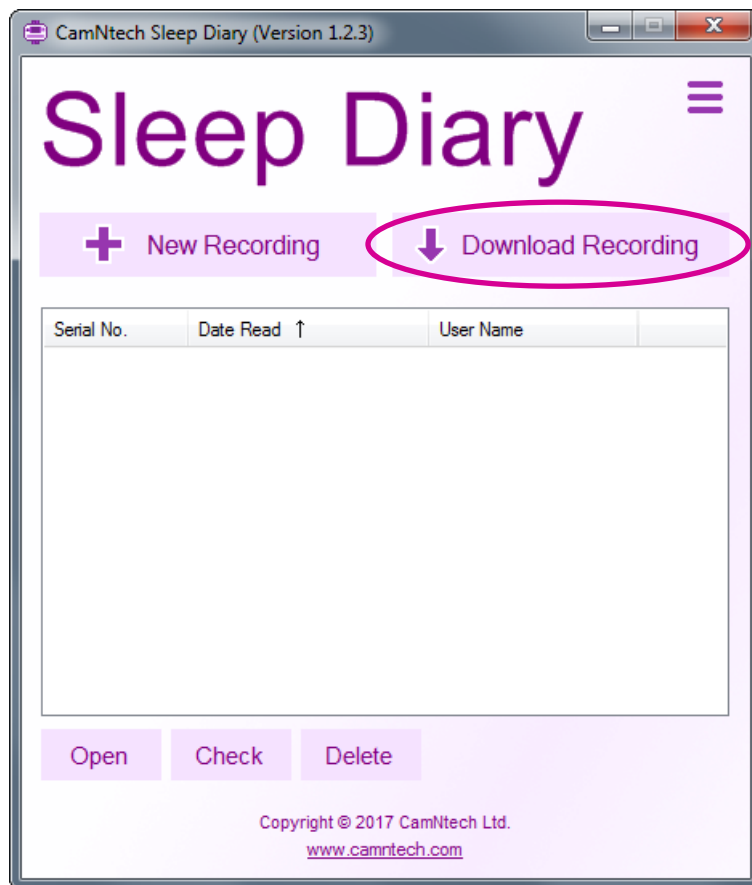 CamNtech Sleep Diary (Version 1.2.3)
Sleep Diary
New Recording Download Recording
Serial No. Date Read ↑ User Name
Open Check Delete
Copyright © 2017 CamNtech Ltd.
www.camntech.com